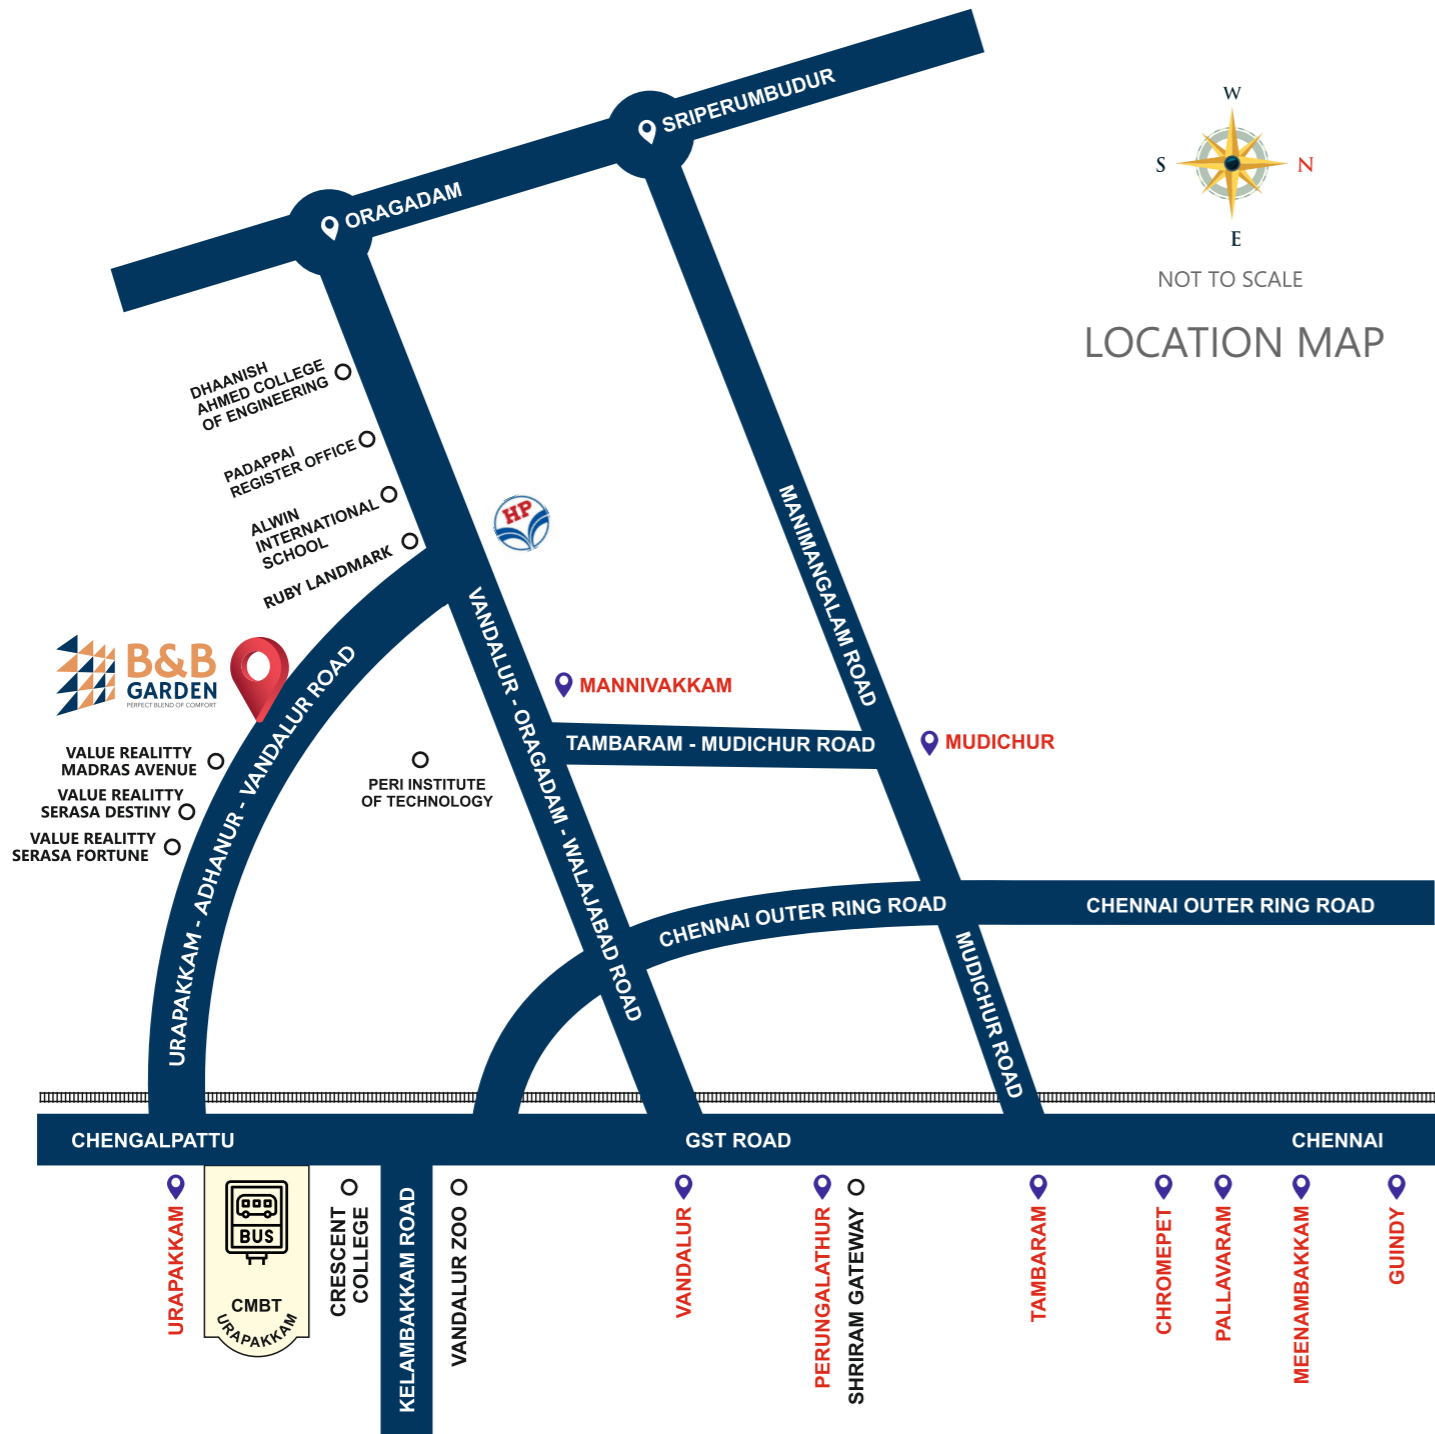 W
S
N
E
NOT TO SCALE
LOCATION MAP
SRIPERUMBUDUR
ORAGADAM
DHAANISH
AHMED COLLEGE
OF ENGINEERING
PADAPPAI
REGISTER OFFICE
ALWIN
INTERNATIONAL
SCHOOL
RUBY LANDMARK
HP
MANIMANGALAM ROAD
VANDALUR - ORAGADAM - WALAJABAD ROAD
B&B
GARDEN
PERFECT BLEND OF COMFORT
URAPAKKAM - ADHANUR - VANDALUR ROAD
MANNIVAKKAM
TAMBARAM - MUDICHUR ROAD
MUDICHUR
VALUE REALITTY
MADRAS AVENUE
VALUE REALITTY
SERASA DESTINY
VALUE REALITTY
SERASA FORTUNE
PERI INSTITUTE
OF TECHNOLOGY
CHENNAI OUTER RING ROAD
CHENNAI OUTER RING ROAD
MUDICHUR ROAD
CHENGALPATTU
GST ROAD
CHENNAI
URAPAKKAM
BUS
CMBT
URAPAKKAM
CRESCENT
COLLEGE
KELAMBAKKAM ROAD
VANDALUR ZOO
VANDALUR
PERUNGALATHUR
SHRIRAM GATEWAY
TAMBARAM
CHROMEPET
PALLAVARAM
MEENAMBAKKAM
GUINDY